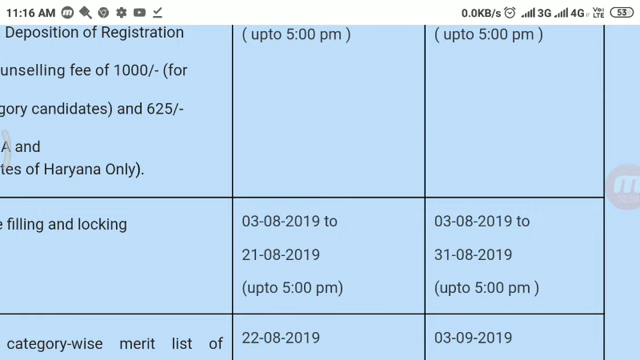 11:16 AM
0.0KB/s 3G 4G Vo) LTE 53
Deposition of Registration
unselling fee of 1000/- (for
gory candidates) and 625/-
A and
tes of Haryana Only).
( upto 5:00 pm )
( upto 5:00 pm )
e filling and locking
03-08-2019 to
21-08-2019
(upto 5:00 pm)
03-08-2019 to
31-08-2019
(upto 5:00 pm )
category-wise merit list of
22-08-2019
03-09-2019